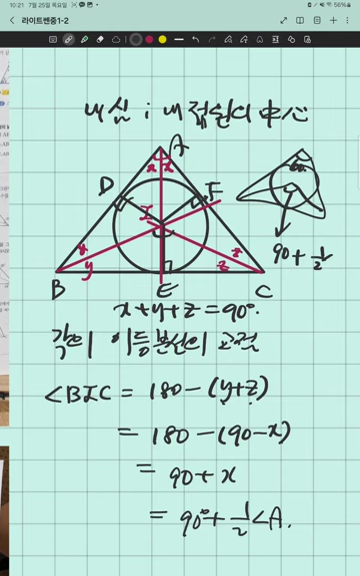 10:21 7월 25일 목요일
56%
라이트쎈중1-2
내심 : 내접원의 中心
A
x x
D
F
60°
I
y
y
z
z
B
E
C
90 + 1/2
x+y+z = 90°.
각의 이등분선의 교점
∠BIC = 180 - (y+z)
= 180 - (90-x)
= 90 + x
= 90° + 1/2 ∠A.